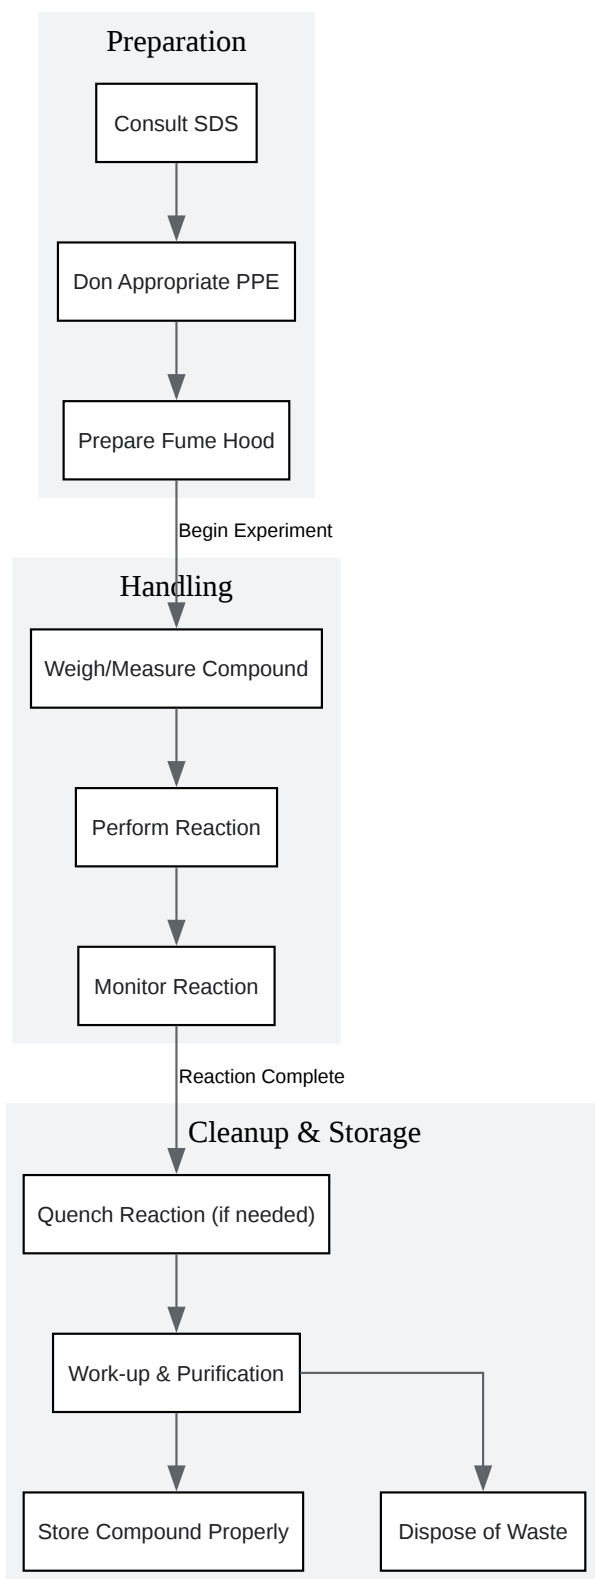 Preparation
Consult SDS
Don Appropriate PPE
Prepare Fume Hood
Begin Experiment
Handling
Weigh/Measure Compound
Perform Reaction
Monitor Reaction
Reaction Complete
Cleanup & Storage
Quench Reaction (if needed)
Work-up & Purification
Store Compound Properly
Dispose of Waste